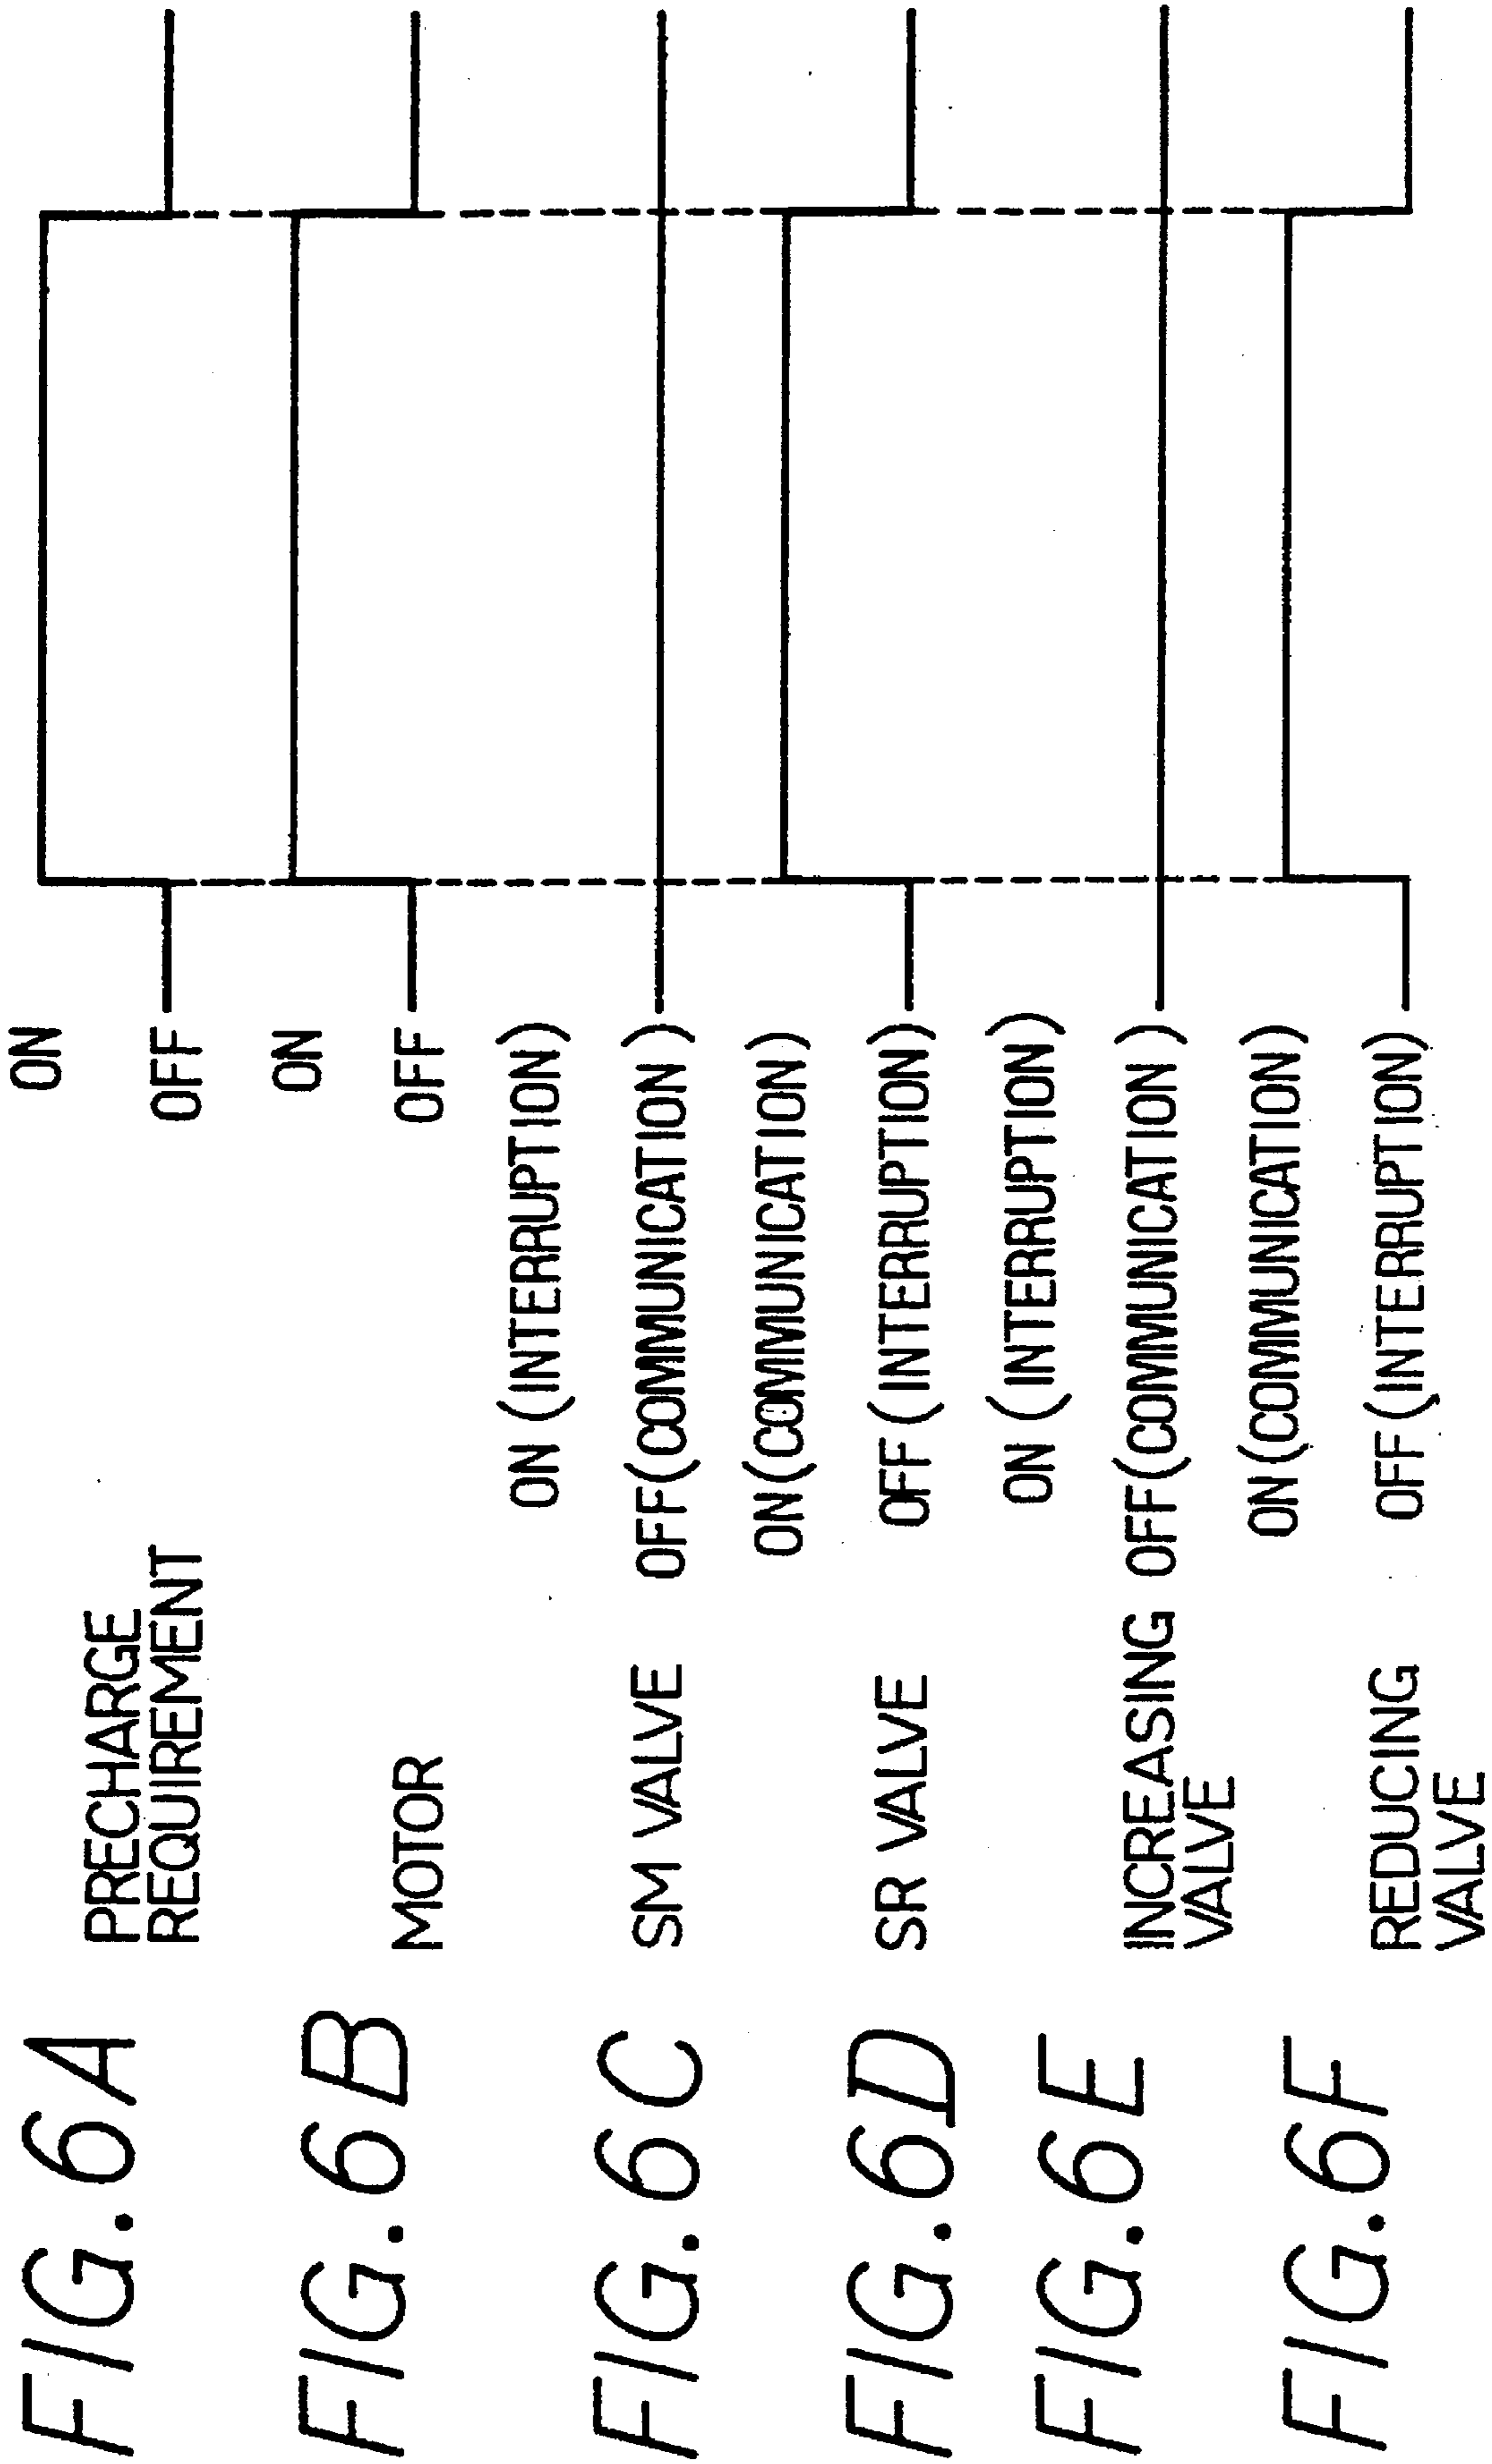 FIG. 6A
PRECHARGE
REQUIREMENT
ON
OFF
FIG. 6B
MOTOR
ON
OFF
FIG. 6C
SM VALVE
ON (INTERRUPTION)
OFF (COMMUNICATION)
FIG. 6D
SR VALVE
ON (COMMUNICATION)
OFF (INTERRUPTION)
FIG. 6E
INCREASING
VALVE
ON (INTERRUPTION)
OFF (COMMUNICATION)
FIG. 6F
REDUCING
VALVE
ON (COMMUNICATION)
OFF (INTERRUPTION)